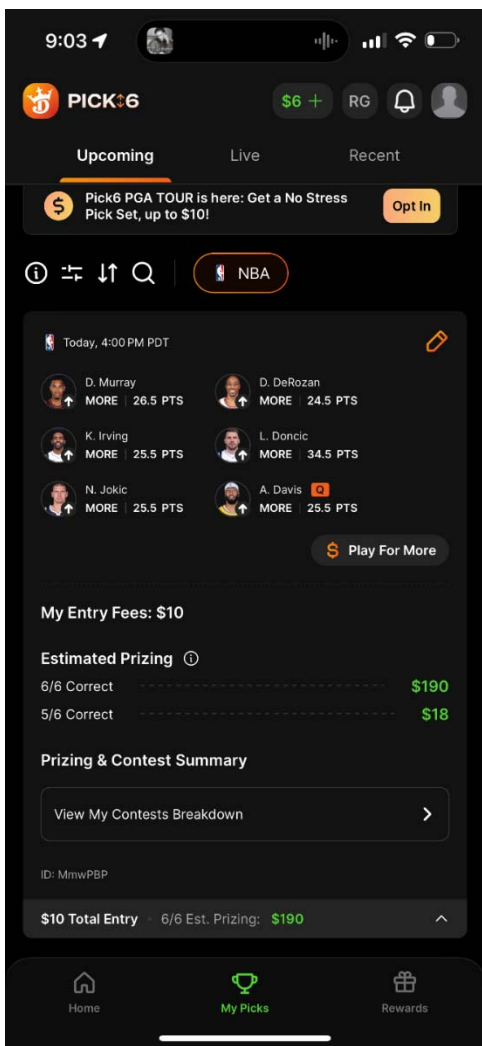 9:03
PICK6
$6 +
RG
Upcoming
Live
Recent
Pick6 PGA TOUR is here: Get a No Stress
Pick Set, up to $10!
Opt In
NBA
Today, 4:00 PM PDT
D. Murray
MORE 26.5 PTS
D. DeRozan
MORE 24.5 PTS
K. Irving
MORE 25.5 PTS
L. Doncic
MORE 34.5 PTS
N. Jokic
MORE 25.5 PTS
A. Davis Q
MORE 25.5 PTS
$ Play For More
My Entry Fees: $10
Estimated Prizing
6/6 Correct $190
5/6 Correct $18
Prizing & Contest Summary
View My Contests Breakdown
ID: MmwPBP
$10 Total Entry 6/6 Est. Prizing: $190
Home
My Picks
Rewards